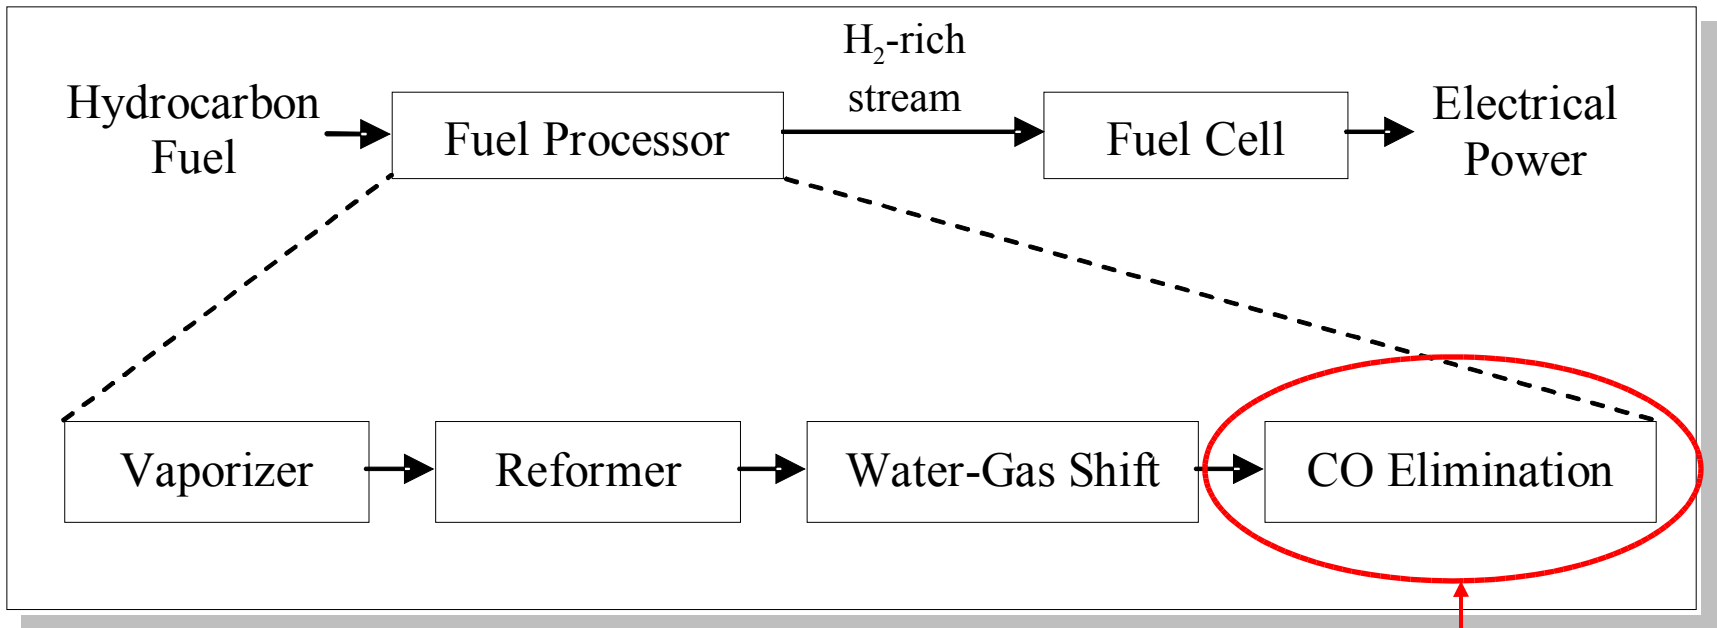 H₂-rich
stream
Hydrocarbon
Fuel
Fuel Processor
Fuel Cell
Electrical
Power
Vaporizer
Reformer
Water-Gas Shift
CO Elimination